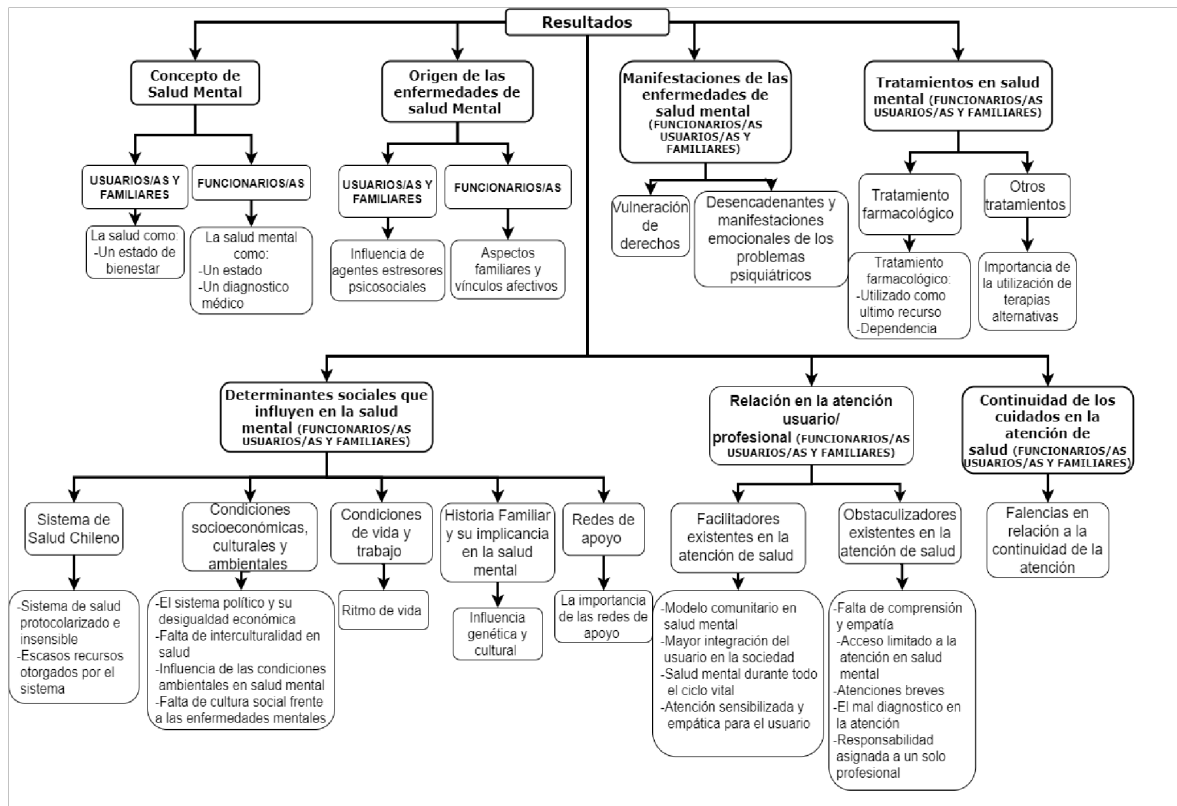 Resultados
Concepto de
Salud Mental
USUARIOS/AS Y
FAMILIARES
La salud como:
-Un estado de
bienestar
FUNCIONARIOS/AS
La salud mental
como:
-Un estado
-Un diagnostico
médico
Origen de las
enfermedades de
salud Mental
USUARIOS/AS Y
FAMILIARES
Influencia de
agentes estresores
psicosociales
FUNCIONARIOS/AS
Aspectos
familiares y
vínculos afectivos
Manifestaciones de las
enfermedades de
salud mental
(FUNCIONARIOS/AS
USUARIOS/AS Y
FAMILIARES)
Vulneración
de
derechos
Desencadenantes y
manifestaciones
emocionales de los
problemas
psiquiátricos
Tratamientos en salud
mental (FUNCIONARIOS/AS
USUARIOS/AS Y FAMILIARES)
Tratamiento
farmacológico
Tratamiento
farmacológico:
-Utilizado como
ultimo recurso
-Dependencia
Otros
tratamientos
Importancia de
la utilización de
terapias
alternativas
Determinantes sociales que
influyen en la salud
mental (FUNCIONARIOS/AS
USUARIOS/AS Y FAMILIARES)
Sistema de
Salud Chileno
-Sistema de salud
protocolarizado e
insensible
-Escasos recursos
otorgados por el
sistema
Condiciones
socioeconómicas,
culturales y
ambientales
-El sistema político y su
desigualdad económica
-Falta de interculturalidad en
salud
-Influencia de las condiciones
ambientales en salud mental
-Falta de cultura social frente
a las enfermedades mentales
Condiciones
de vida y
trabajo
Ritmo de vida
Historia Familiar
y su implicancia
en la salud
mental
Influencia
genética y
cultural
Redes de
apoyo
La importancia
de las redes de
apoyo
Relación en la atención
usuario/
profesional (FUNCIONARIOS/AS
USUARIOS/AS Y FAMILIARES)
Facilitadores
existentes en la
atención de salud
-Modelo comunitario en
salud mental
-Mayor integración del
usuario en la sociedad
-Salud mental durante todo
el ciclo vital
-Atención sensibilizada y
empática para el usuario
Obstaculizadores
existentes en la
atención de salud
-Falta de comprensión
y empatía
-Acceso limitado a la
atención en salud
mental
-Atenciones breves
-El mal diagnostico en
la atención
-Responsabilidad
asignada a un solo
profesional
Continuidad de los
cuidados en la
atención de
salud (FUNCIONARIOS/AS
USUARIOS/AS Y FAMILIARES)
Falencias en
relación a la
continuidad de la
atención